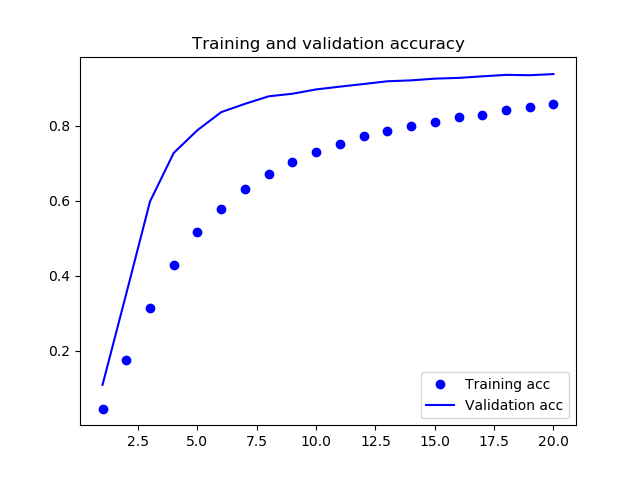 Training and validation accuracy
0.8
0.6
0.4
0.2
2.5 5.0 7.5 10.0 12.5 15.0 17.5 20.0
Training acc
Validation acc